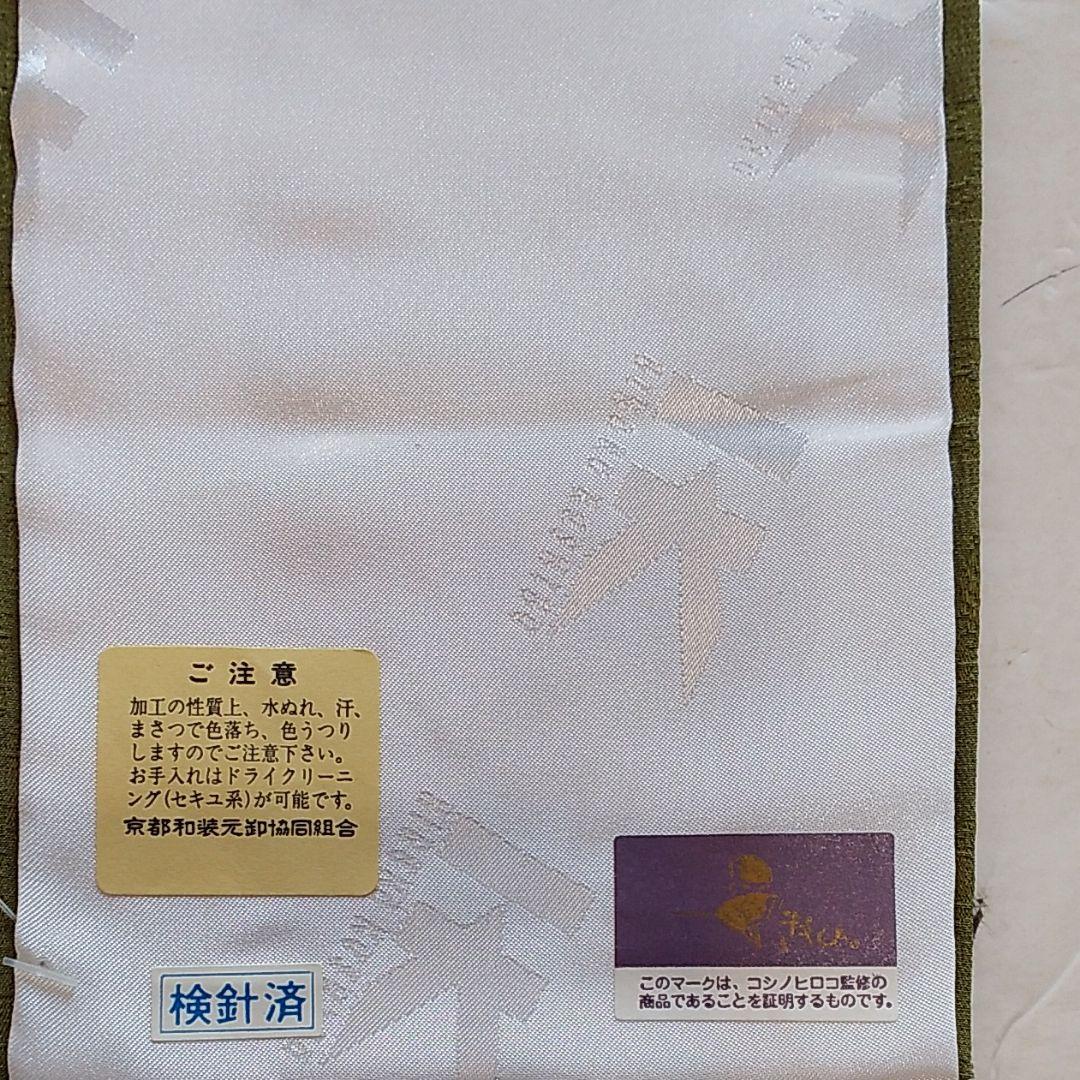 ご注意
加工の性質上、水ぬれ、汗、
まさつで色落ち、色うつり
しますのでご注意下さい。
お手入れはドライクリーニ
ング(セキユ系)が可能です。
京都和装元卸協同組合
検針済
このマークは、コシノヒロコ監修の
商品であることを証明するものです。